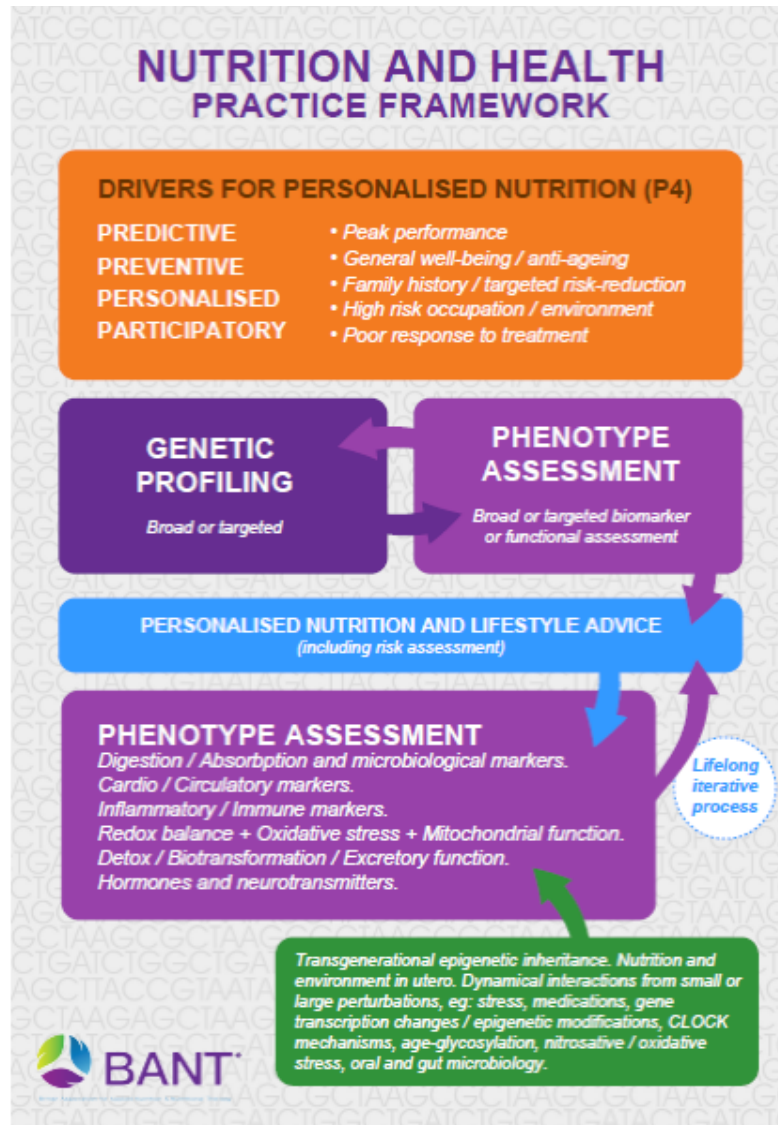 NUTRITION AND HEALTH
PRACTICE FRAMEWORK
DRIVERS FOR PERSONALISED NUTRITION (P4)
PREDICTIVE
PREVENTIVE
PERSONALISED
PARTICIPATORY
• Peak performance
• General well-being / anti-ageing
• Family history / targeted risk-reduction
• High risk occupation / environment
• Poor response to treatment
GENETIC
PROFILING
Broad or targeted
PHENOTYPE
ASSESSMENT
Broad or targeted biomarker
or functional assessment
PERSONALISED NUTRITION AND LIFESTYLE ADVICE
(including risk assessment)
PHENOTYPE ASSESSMENT
Digestion / Absorbption and microbiological markers.
Cardio / Circulatory markers.
Inflammatory / Immune markers.
Redox balance + Oxidative stress + Mitochondrial function.
Detox / Biotransformation / Excretory function.
Hormones and neurotransmitters.
Lifelong
iterative
process
Transgenerational epigenetic inheritance. Nutrition and
environment in utero. Dynamical interactions from small or
large perturbations, eg: stress, medications, gene
transcription changes / epigenetic modifications, CLOCK
mechanisms, age-glycosylation, nitrosative / oxidative
stress, oral and gut microbiology.
BANT